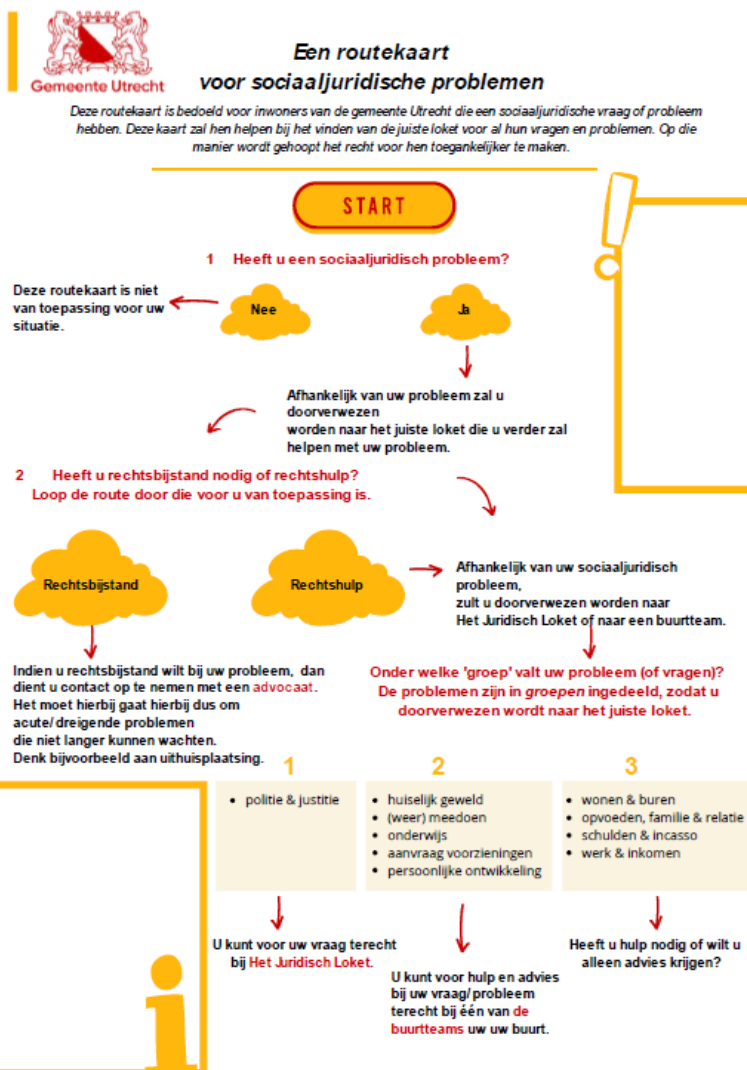 Gemeente Utrecht
Een routekaart
voor sociaaljuridische problemen
Deze routekaart is bedoeld voor inwoners van de gemeente Utrecht die een sociaaljuridische vraag of probleem
hebben. Deze kaart zal hen helpen bij het vinden van de juiste loket voor al hun vragen en problemen. Op die
manier wordt gehoopt het recht voor hen toegankelijker te maken.
START
1 Heeft u een sociaaljuridisch probleem?
Deze routekaart is niet
van toepassing voor uw
situatie.
Nee
Ja
Afhankelijk van uw probleem zal u
doorverwezen
worden naar het juiste loket die u verder zal
helpen met uw probleem.
2 Heeft u rechtsbijstand nodig of rechtshulp?
Loop de route door die voor u van toepassing is.
Rechtsbijstand
Rechtshulp
Afhankelijk van uw sociaaljuridisch
probleem,
zult u doorverwezen worden naar
Het Juridisch Loket of naar een buurtteam.
Indien u rechtsbijstand wilt bij uw probleem, dan
dient u contact op te nemen met een advocaat.
Het moet hierbij gaat hierbij dus om
acute/dreigende problemen
die niet langer kunnen wachten.
Denk bijvoorbeeld aan uithuisplaatsing.
Onder welke 'groep' valt uw probleem (of vragen)?
De problemen zijn in groepen ingedeeld, zodat u
doorverwezen wordt naar het juiste loket.
1
• politie & justitie
U kunt voor uw vraag terecht
bij Het Juridisch Loket.
2
• huiselijk geweld
• (weer) meedoen
• onderwijs
• aanvraag voorzieningen
• persoonlijke ontwikkeling
U kunt voor hulp en advies
bij uw vraag/probleem
terecht bij één van de
buurtteams uw uw buurt.
3
• wonen & buren
• opvoeden, familie & relatie
• schulden & incasso
• werk & inkomen
Heeft u hulp nodig of wilt u
alleen advies krijgen?